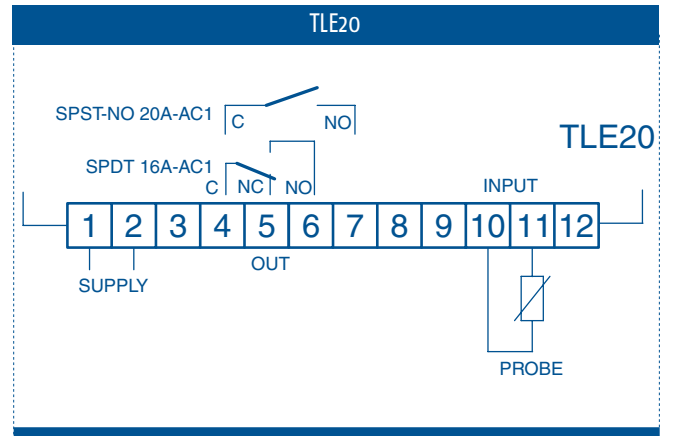 TLE20
SPST-NO 20A-AC1 C NO
TLE20
SPDT 16A-AC1
C NC NO INPUT
1 2 3 4 5 6 7 8 9 10 11 12
OUT
SUPPLY
PROBE